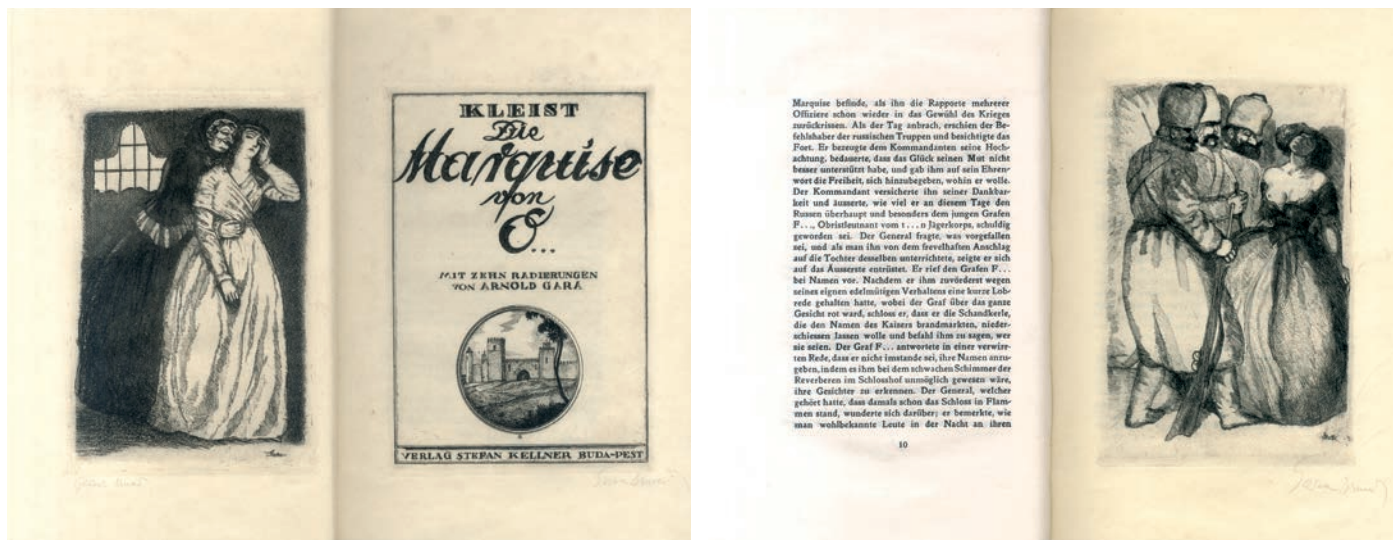 KLEIST
Die
Marquise
von
O...
MIT ZEHN RADIERUNGEN
VON ARNOLD GARA
VERLAG STEFAN KELLNER BUDA-PEST
Marquise befinde, als ihn die Rapporte mehrerer
Offiziere schon wieder in das Gewühl des Krieges
zurückrissen. Als der Tag anbrach, erschien der Be-
fehlshaber der russischen Truppen und besichtigte das
Fort. Er bezeugte dem Kommandanten seine Hoch-
achtung, bedauerte, dass das Glück seinen Mut nicht
besser unterstützt habe, und gab ihm auf sein Ehren-
wort die Freiheit, sich hinzubegeben, wohin er wolle.
Der Kommandant versicherte ihn seiner Dankbar-
keit und äusserte, wie viel er an diesem Tage den
Russen überhaupt und besonders dem jungen Grafen
F..., Obristleutnant vom t...n Jägerkorps, schuldig
geworden sei. Der General fragte, was vorgefallen
sei, und als man ihn von dem frevelhaften Anschlag
auf die Tochter desselben unterrichtete, zeigte er sich
auf das Äusserste entrüstet. Er rief den Grafen F...
bei Namen vor. Nachdem er ihm zuvörderst wegen
seines eignen edelmütigen Verhaltens eine kurze Lob-
rede gehalten hatte, wobei der Graf über das ganze
Gesicht rot ward, schloss er, dass er die Schandkerle,
die den Namen des Kaisers brandmarkten, nieder-
schiessen lassen wolle und befahl ihm zu sagen, wer
sie seien. Der Graf F... antwortete in einer verwirr-
ten Rede, dass er nicht imstande sei, ihre Namen anzu-
geben, indem es ihm bei dem schwachen Schimmer der
Reverberen im Schlosshof unmöglich gewesen wäre,
ihre Gesichter zu erkennen. Der General, welcher
gehört hatte, dass damals schon das Schloss in Flam-
men stand, wunderte sich darüber; er bemerkte, wie
man wohlbekannte Leute in der Nacht an ihren
10